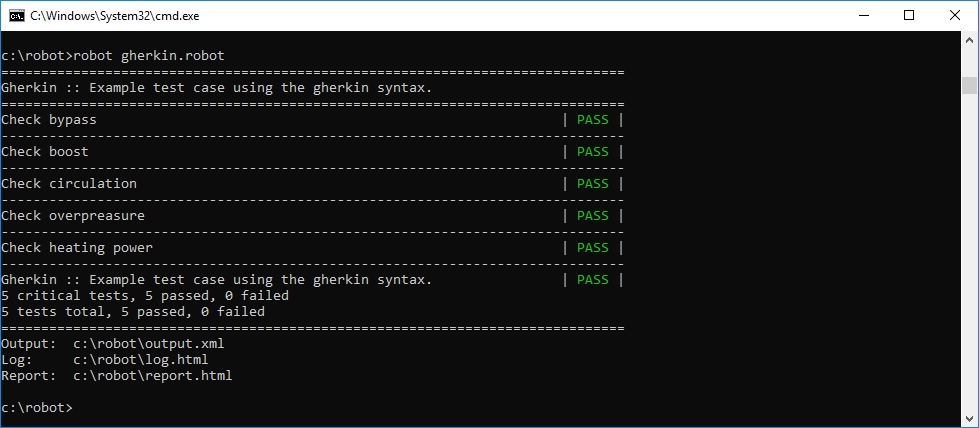 C:\Windows\System32\cmd.exe
c:\robot>robot gherkin.robot
==============================================================================
Gherkin :: Example test case using the gherkin syntax.
==============================================================================
Check bypass | PASS |
------------------------------------------------------------------------------
Check boost | PASS |
------------------------------------------------------------------------------
Check circulation | PASS |
------------------------------------------------------------------------------
Check overpreasure | PASS |
------------------------------------------------------------------------------
Check heating power | PASS |
------------------------------------------------------------------------------
Gherkin :: Example test case using the gherkin syntax. | PASS |
5 critical tests, 5 passed, 0 failed
5 tests total, 5 passed, 0 failed
==============================================================================
Output:  c:\robot\output.xml
Log:     c:\robot\log.html
Report:  c:\robot\report.html
c:\robot>